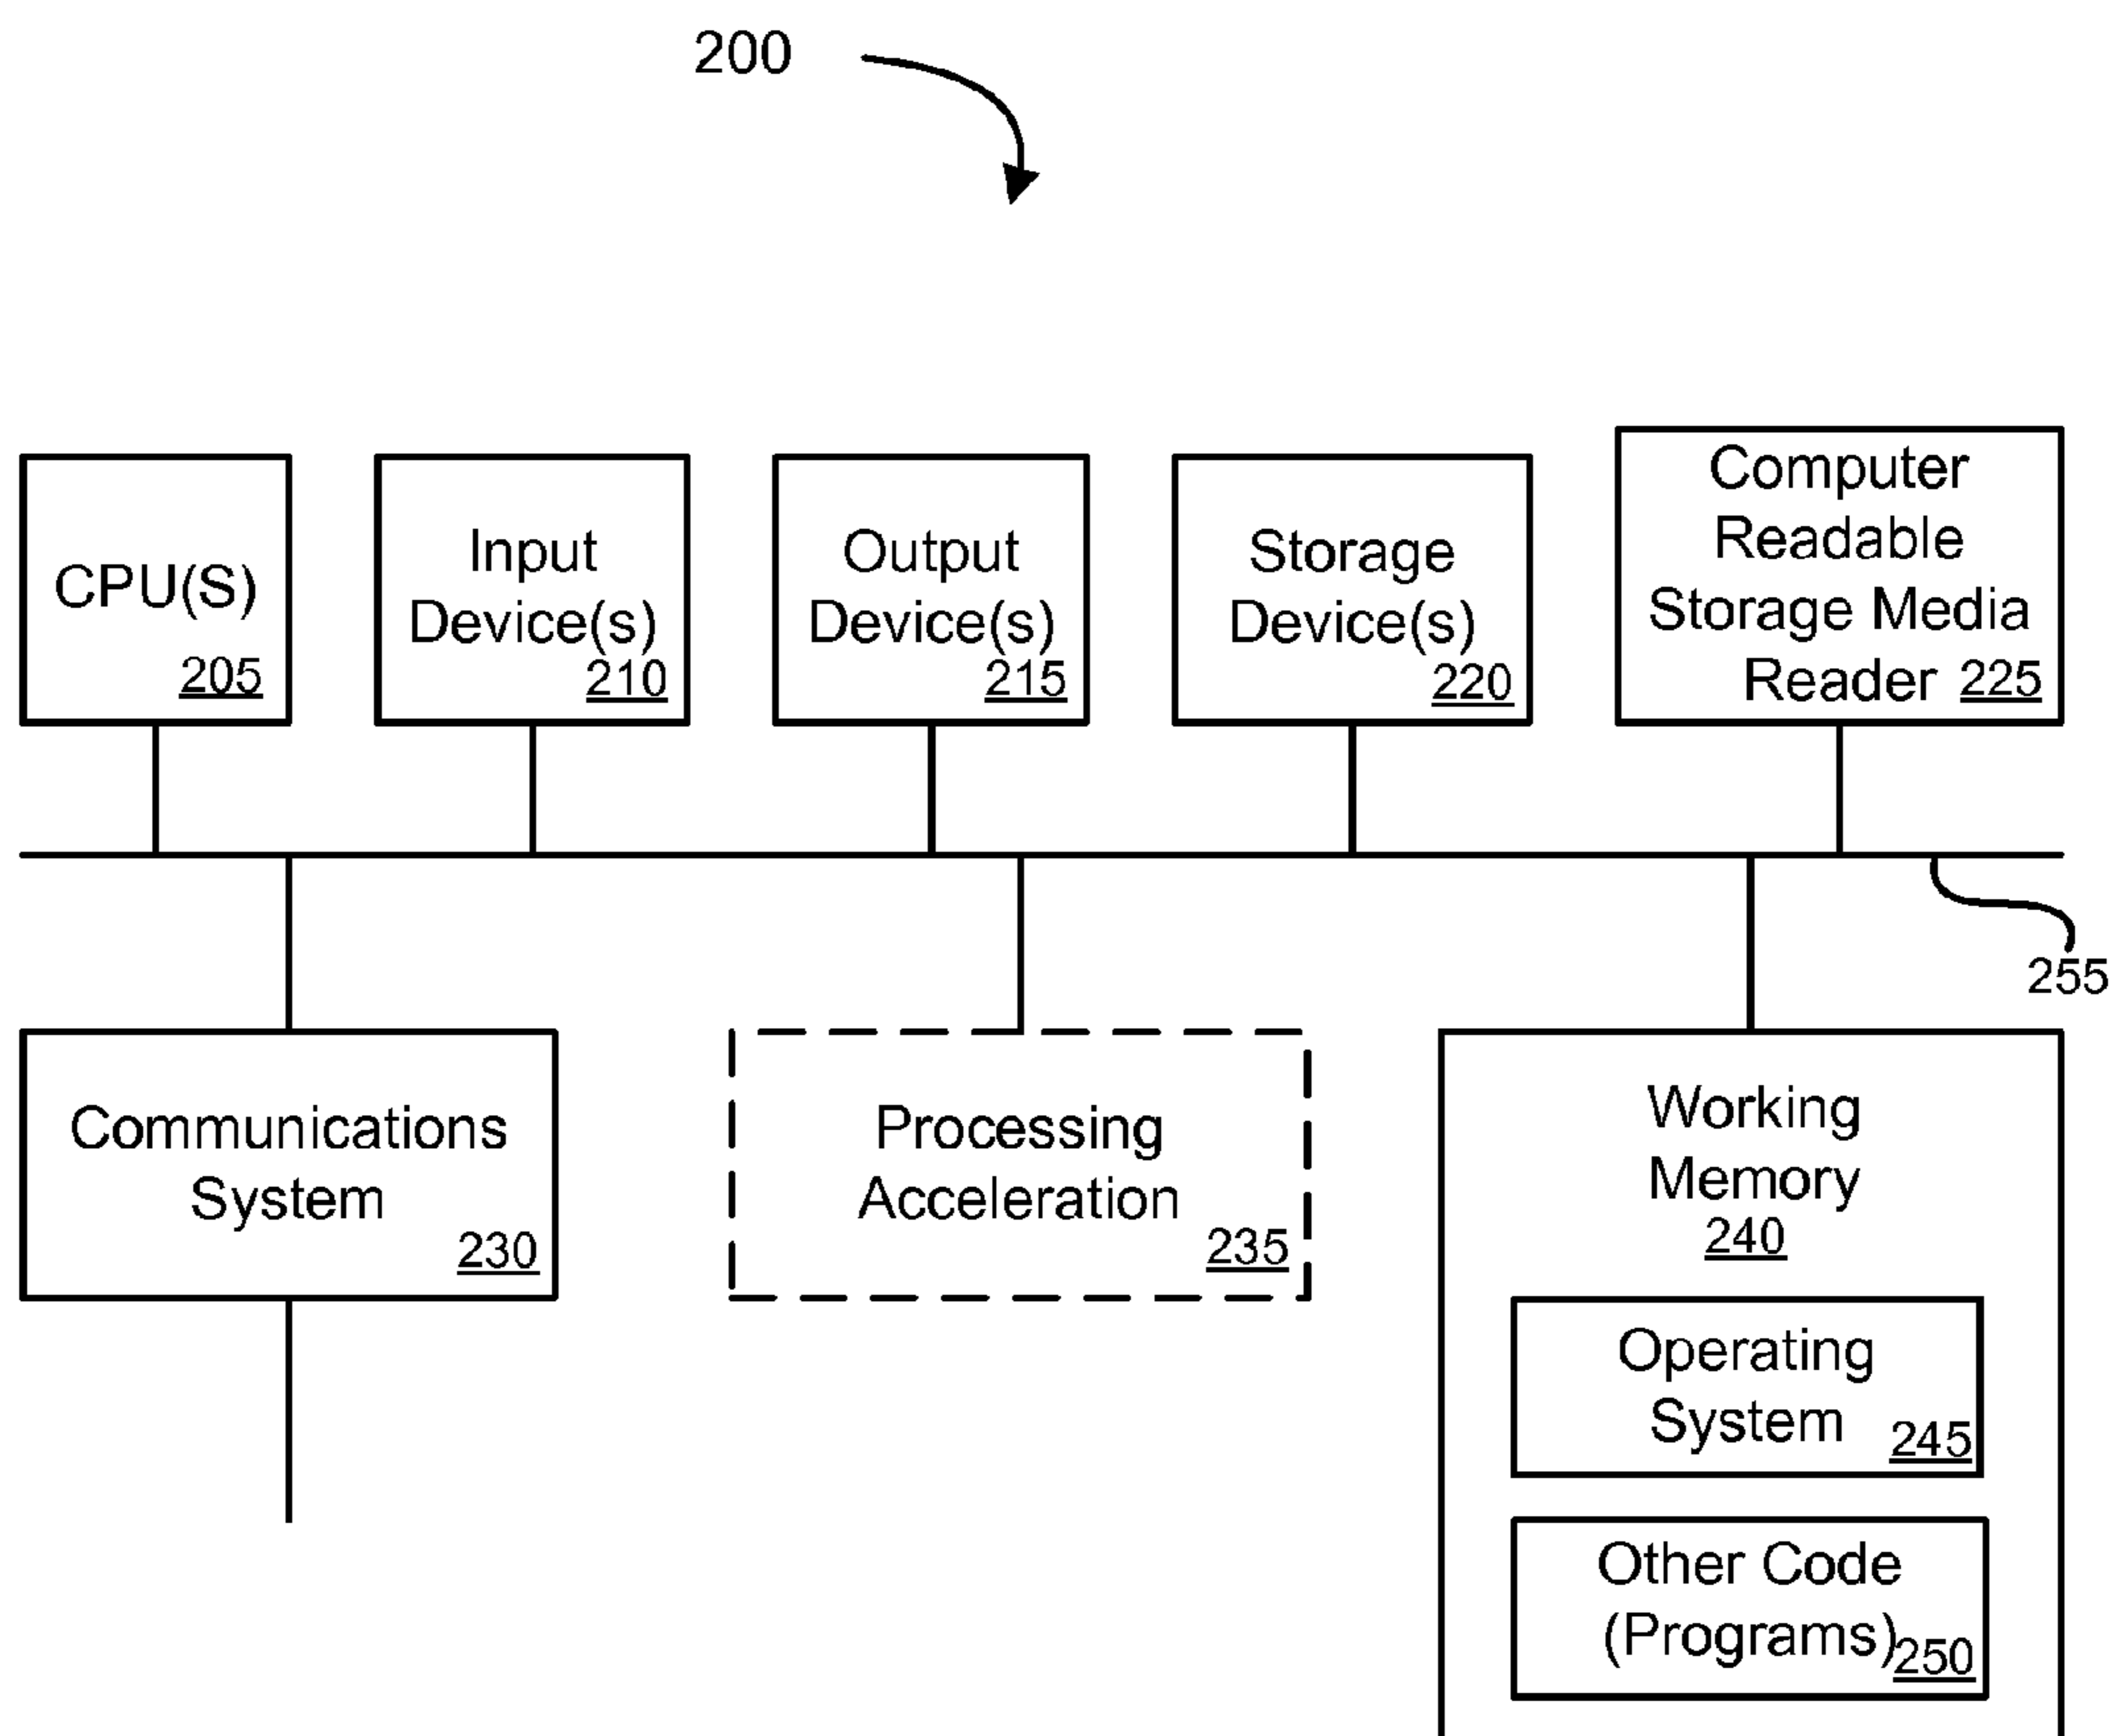 200
CPU(S)
205
Input
Device(s)
210
Output
Device(s)
215
Storage
Device(s)
220
Computer
Readable
Storage Media
Reader 225
255
Communications
System
230
Processing
Acceleration
235
Working
Memory
240
Operating
System
245
Other Code
(Programs)
250